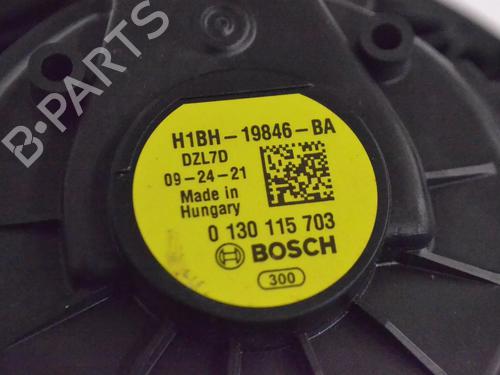 B-PARTS
H1BH-19846-BA
DZL7D
09-24-21
Made in
Hungary
0 130 115 703
BOSCH
300